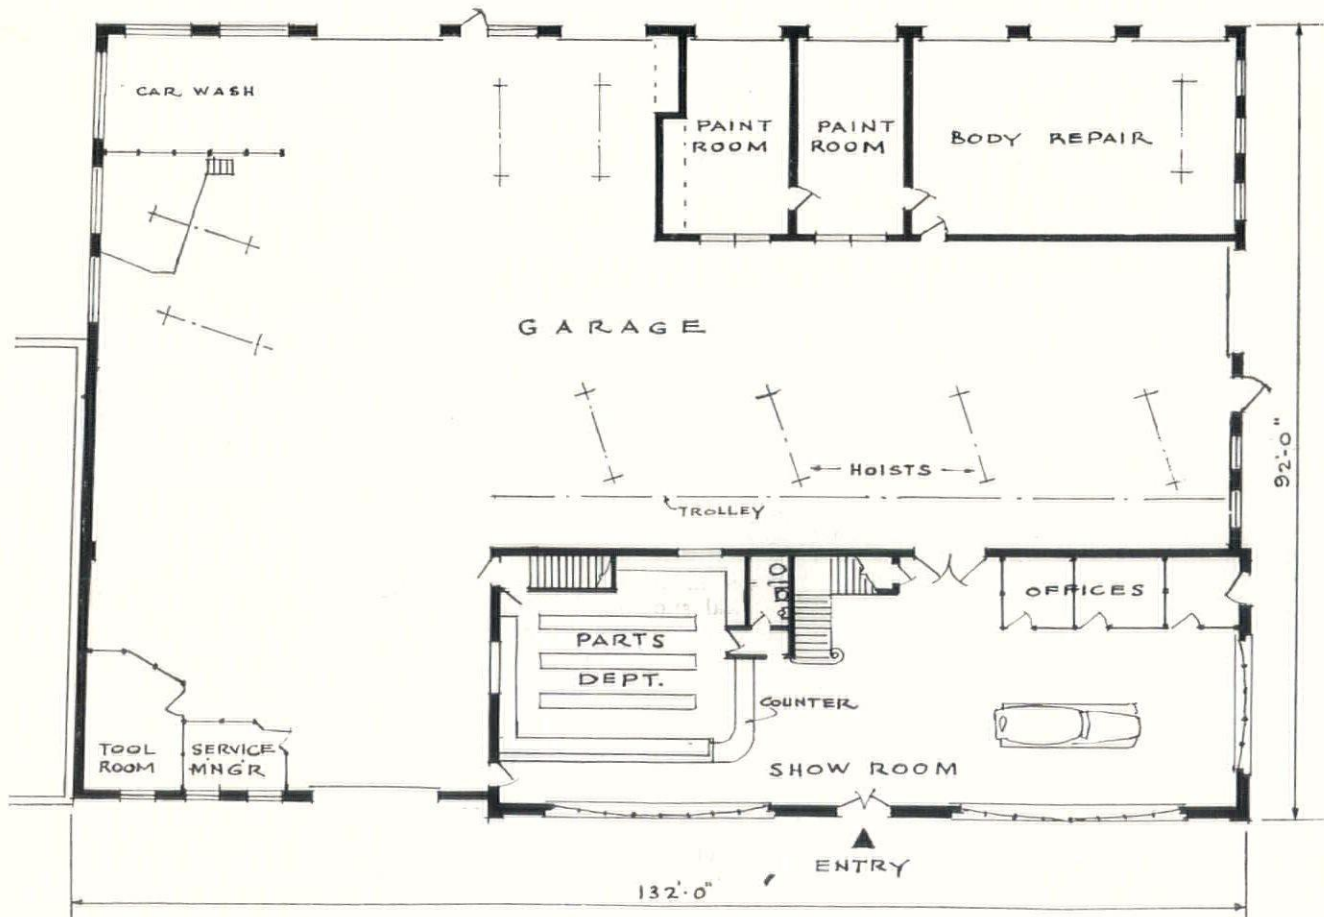 CAR WASH
PAINT
ROOM
PAINT
ROOM
BODY REPAIR
GARAGE
92'-0"
HOISTS
TROLLEY
OFFICES
PARTS
DEPT.
COUNTER
TOOL
ROOM
SERVICE
MNGR
SHOW ROOM
ENTRY
132'-0"